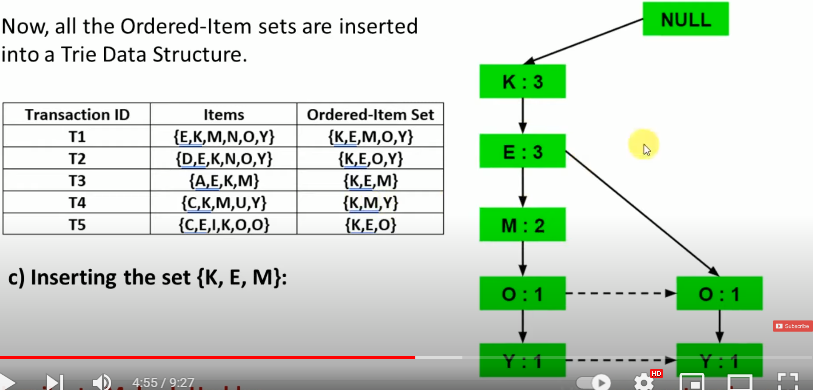 Now, all the Ordered-Item sets are inserted
into a Trie Data Structure.
Transaction ID Items Ordered-Item Set
T1 {E,K,M,N,O,Y} {K,E,M,O,Y}
T2 {D,E,K,N,O,Y} {K,E,O,Y}
T3 {A,E,K,M} {K,E,M}
T4 {C,K,M,U,Y} {K,M,Y}
T5 {C,E,I,K,O,O} {K,E,O}
c) Inserting the set {K, E, M}:
NULL
K : 3
E : 3
M : 2
O : 1 O : 1
Y : 1 Y : 1
Subscribe
4:55 / 9:27
HD